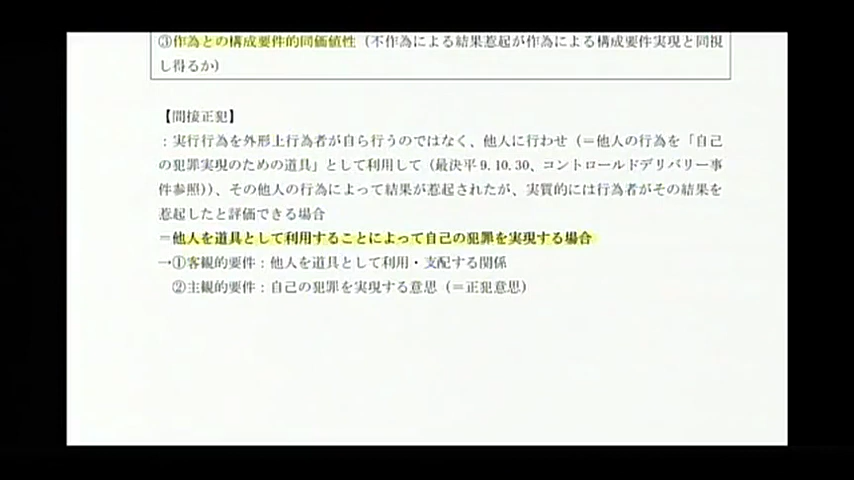 ③作為との構成要件的同価値性（不作為による結果惹起が作為による構成要件実現と同視
し得るか）
【間接正犯】
：実行行為を外形上行為者が自ら行うのではなく、他人に行わせ（＝他人の行為を「自己
の犯罪実現のための道具」として利用して（最決平9.10.30、コントロールドデリバリー事
件参照））、その他人の行為によって結果が惹起されたが、実質的には行為者がその結果を
惹起したと評価できる場合
＝他人を道具として利用することによって自己の犯罪を実現する場合
→①客観的要件：他人を道具として利用・支配する関係
②主観的要件：自己の犯罪を実現する意思（＝正犯意思）